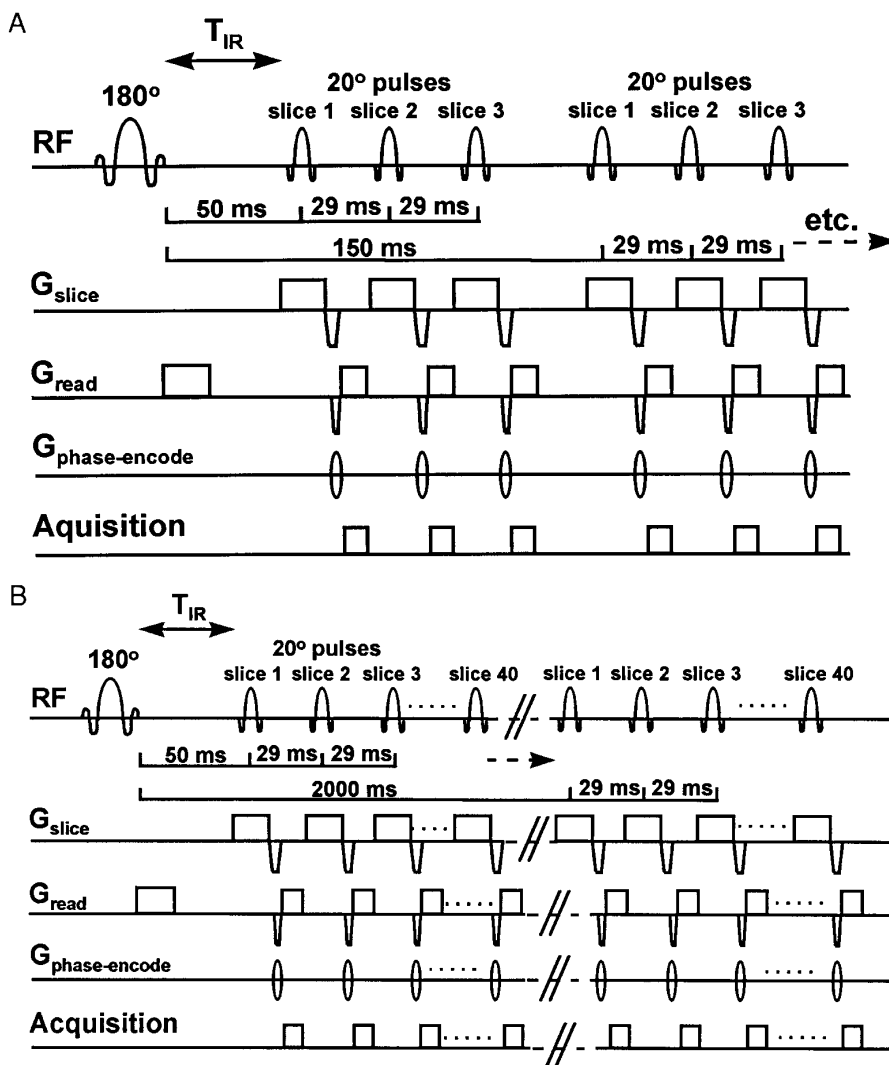 A
T_IR
180°
20° pulses
20° pulses
slice 1 slice 2 slice 3
slice 1 slice 2 slice 3
RF
50 ms 29 ms 29 ms
etc.
150 ms 29 ms 29 ms
G_slice
G_read
G_phase-encode
Aquisition
B
T_IR
180°
20° pulses
slice 1 slice 2 slice 3 slice 40
slice 1 slice 2 slice 3 slice 40
RF
50 ms 29 ms 29 ms
2000 ms 29 ms 29 ms
G_slice
G_read
G_phase-encode
Acquisition